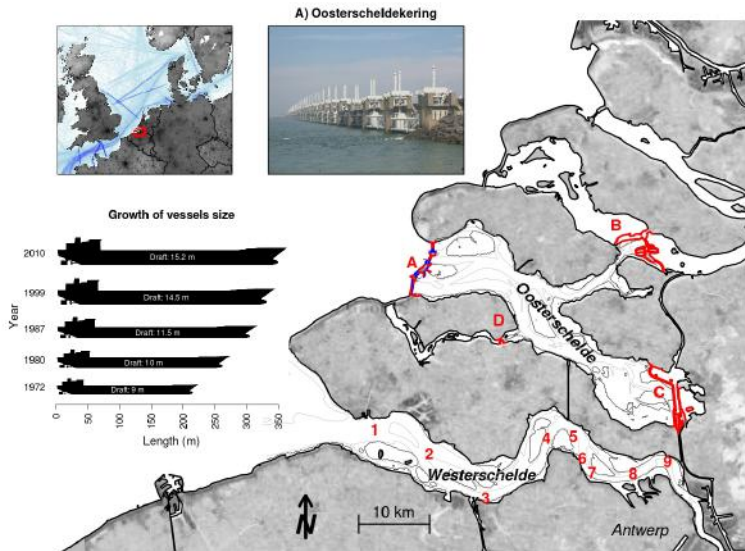 A) Oosterscheldekering
Growth of vessels size
Year
2010
Draft: 15.2 m
1999
Draft: 14.5 m
1987
Draft: 11.5 m
1980
Draft: 10 m
1972
Draft: 9 m
0
50
100
150
200
250
300
350
Length (m)
A
B
C
D
Oosterschelde
1
2
3
4
5
6
7
8
9
Westerschelde
N
10 km
Antwerp